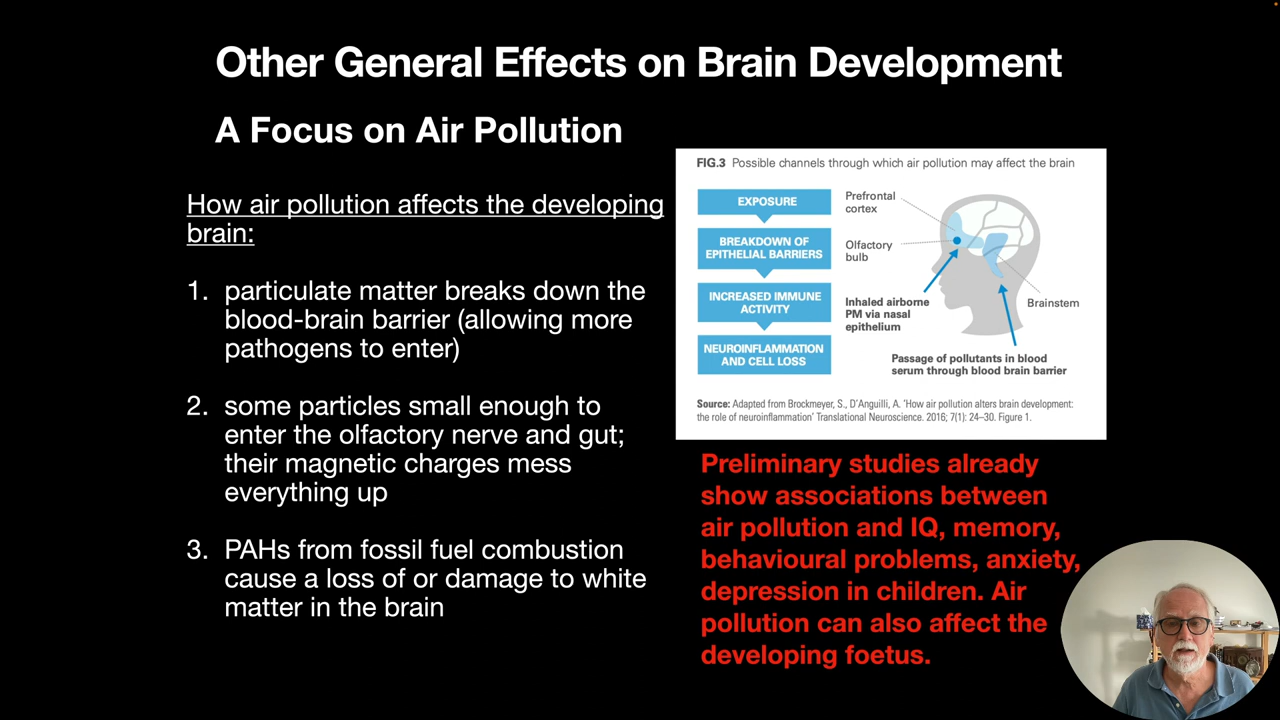 Other General Effects on Brain Development
A Focus on Air Pollution
How air pollution affects the developing
brain:
1. particulate matter breaks down the
blood-brain barrier (allowing more
pathogens to enter)
2. some particles small enough to
enter the olfactory nerve and gut;
their magnetic charges mess
everything up
3. PAHs from fossil fuel combustion
cause a loss of or damage to white
matter in the brain
FIG.3 Possible channels through which air pollution may affect the brain
EXPOSURE
BREAKDOWN OF
EPITHELIAL BARRIERS
INCREASED IMMUNE
ACTIVITY
NEUROINFLAMMATION
AND CELL LOSS
Prefrontal
cortex
Olfactory
bulb
Inhaled airborne
PM via nasal
epithelium
Brainstem
Passage of pollutants in blood
serum through blood brain barrier
Source: Adapted from Brockmeyer, S., D'Anguilli, A. 'How air pollution alters brain development:
the role of neuroinflammation' Translational Neuroscience. 2016; 7(1): 24–30. Figure 1.
Preliminary studies already
show associations between
air pollution and IQ, memory,
behavioural problems, anxiety,
depression in children. Air
pollution can also affect the
developing foetus.